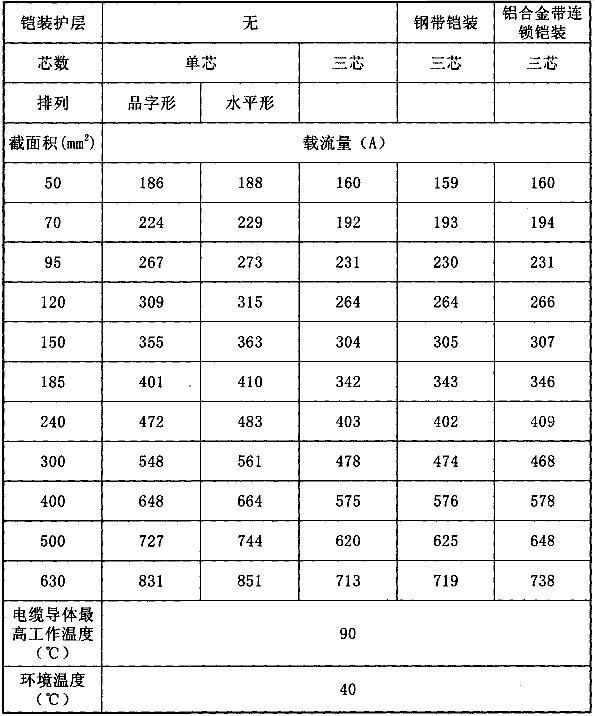 铠装护层 无 钢带铠装 铝合金带连
锁铠装
芯数 单芯 三芯 三芯 三芯
排列 品字形 水平形
截面积(mm²) 载流量(A)
50 186 188 160 159 160
70 224 229 192 193 194
95 267 273 231 230 231
120 309 315 264 264 266
150 355 363 304 305 307
185 401 410 342 343 346
240 472 483 403 402 409
300 548 561 478 474 468
400 648 664 575 576 578
500 727 744 620 625 648
630 831 851 713 719 738
电缆导体最
高工作温度
(℃)
90
环境温度
(℃)
40